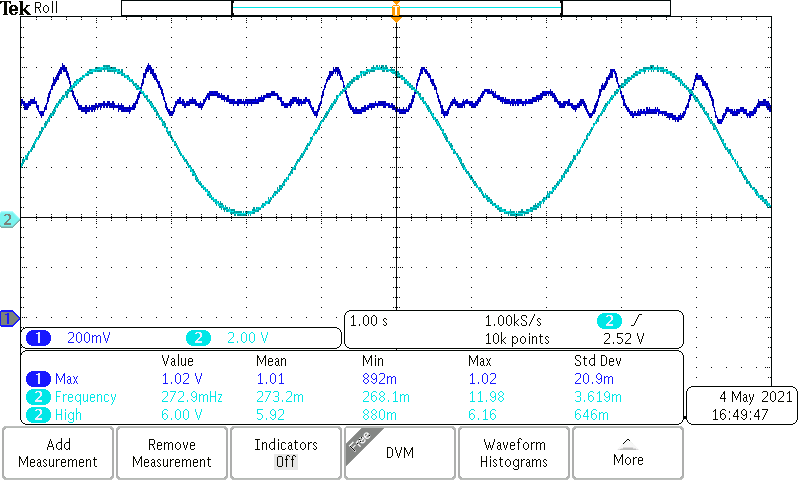 Tek Roll
T
2
1
1 200mV 2 2.00 V
1.00 s 1.00kS/s 2
10k points 2.52 V
Value Mean Min Max Std Dev
1 Max 1.02 V 1.01 892m 1.02 20.9m
2 Frequency 272.9mHz 273.2m 268.1m 11.98 3.619m
2 High 6.00 V 5.92 880m 6.16 646m
4 May 2021
16:49:47
Add Measurement
Remove Measurement
Indicators Off
Free DVM
Waveform Histograms
More